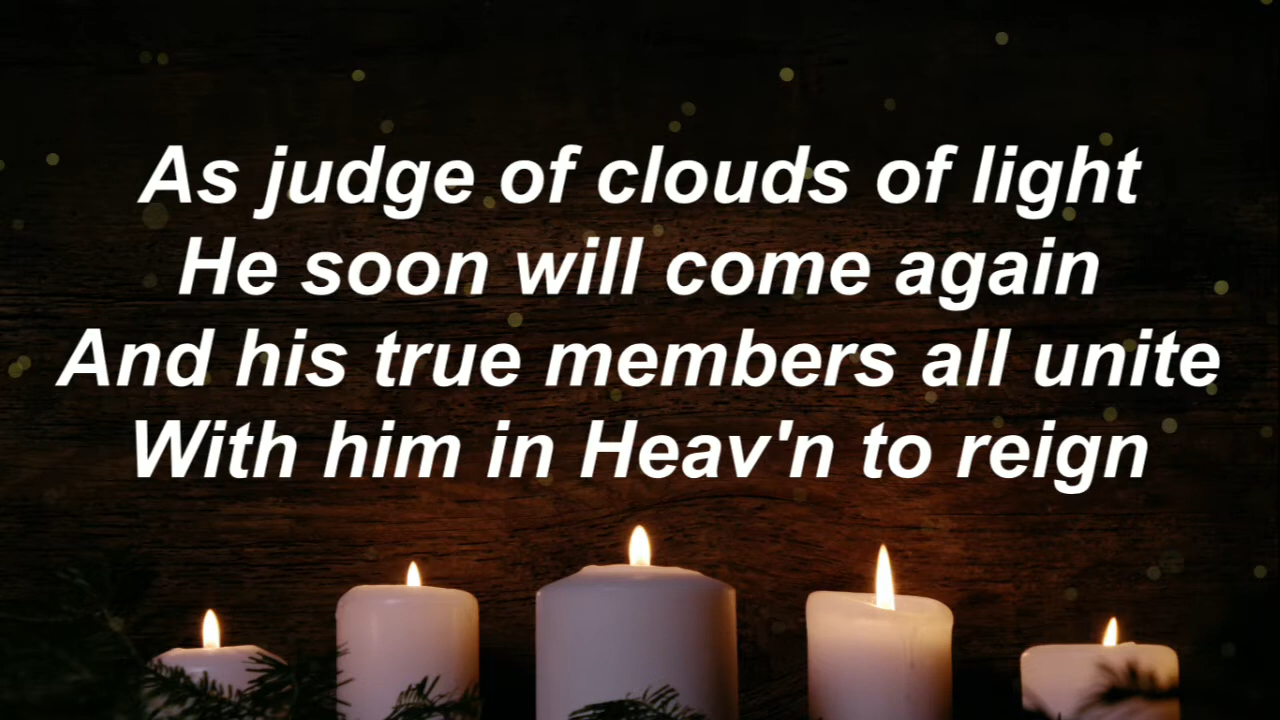 As judge of clouds of light
He soon will come again
And his true members all unite
With him in Heav'n to reign